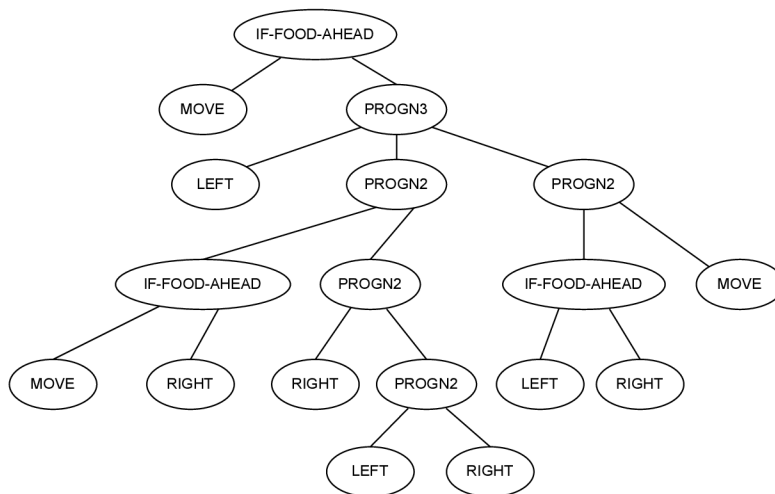 IF-FOOD-AHEAD
MOVE
PROGN3
LEFT
PROGN2
PROGN2
IF-FOOD-AHEAD
PROGN2
IF-FOOD-AHEAD
MOVE
MOVE
RIGHT
RIGHT
PROGN2
LEFT
RIGHT
LEFT
RIGHT